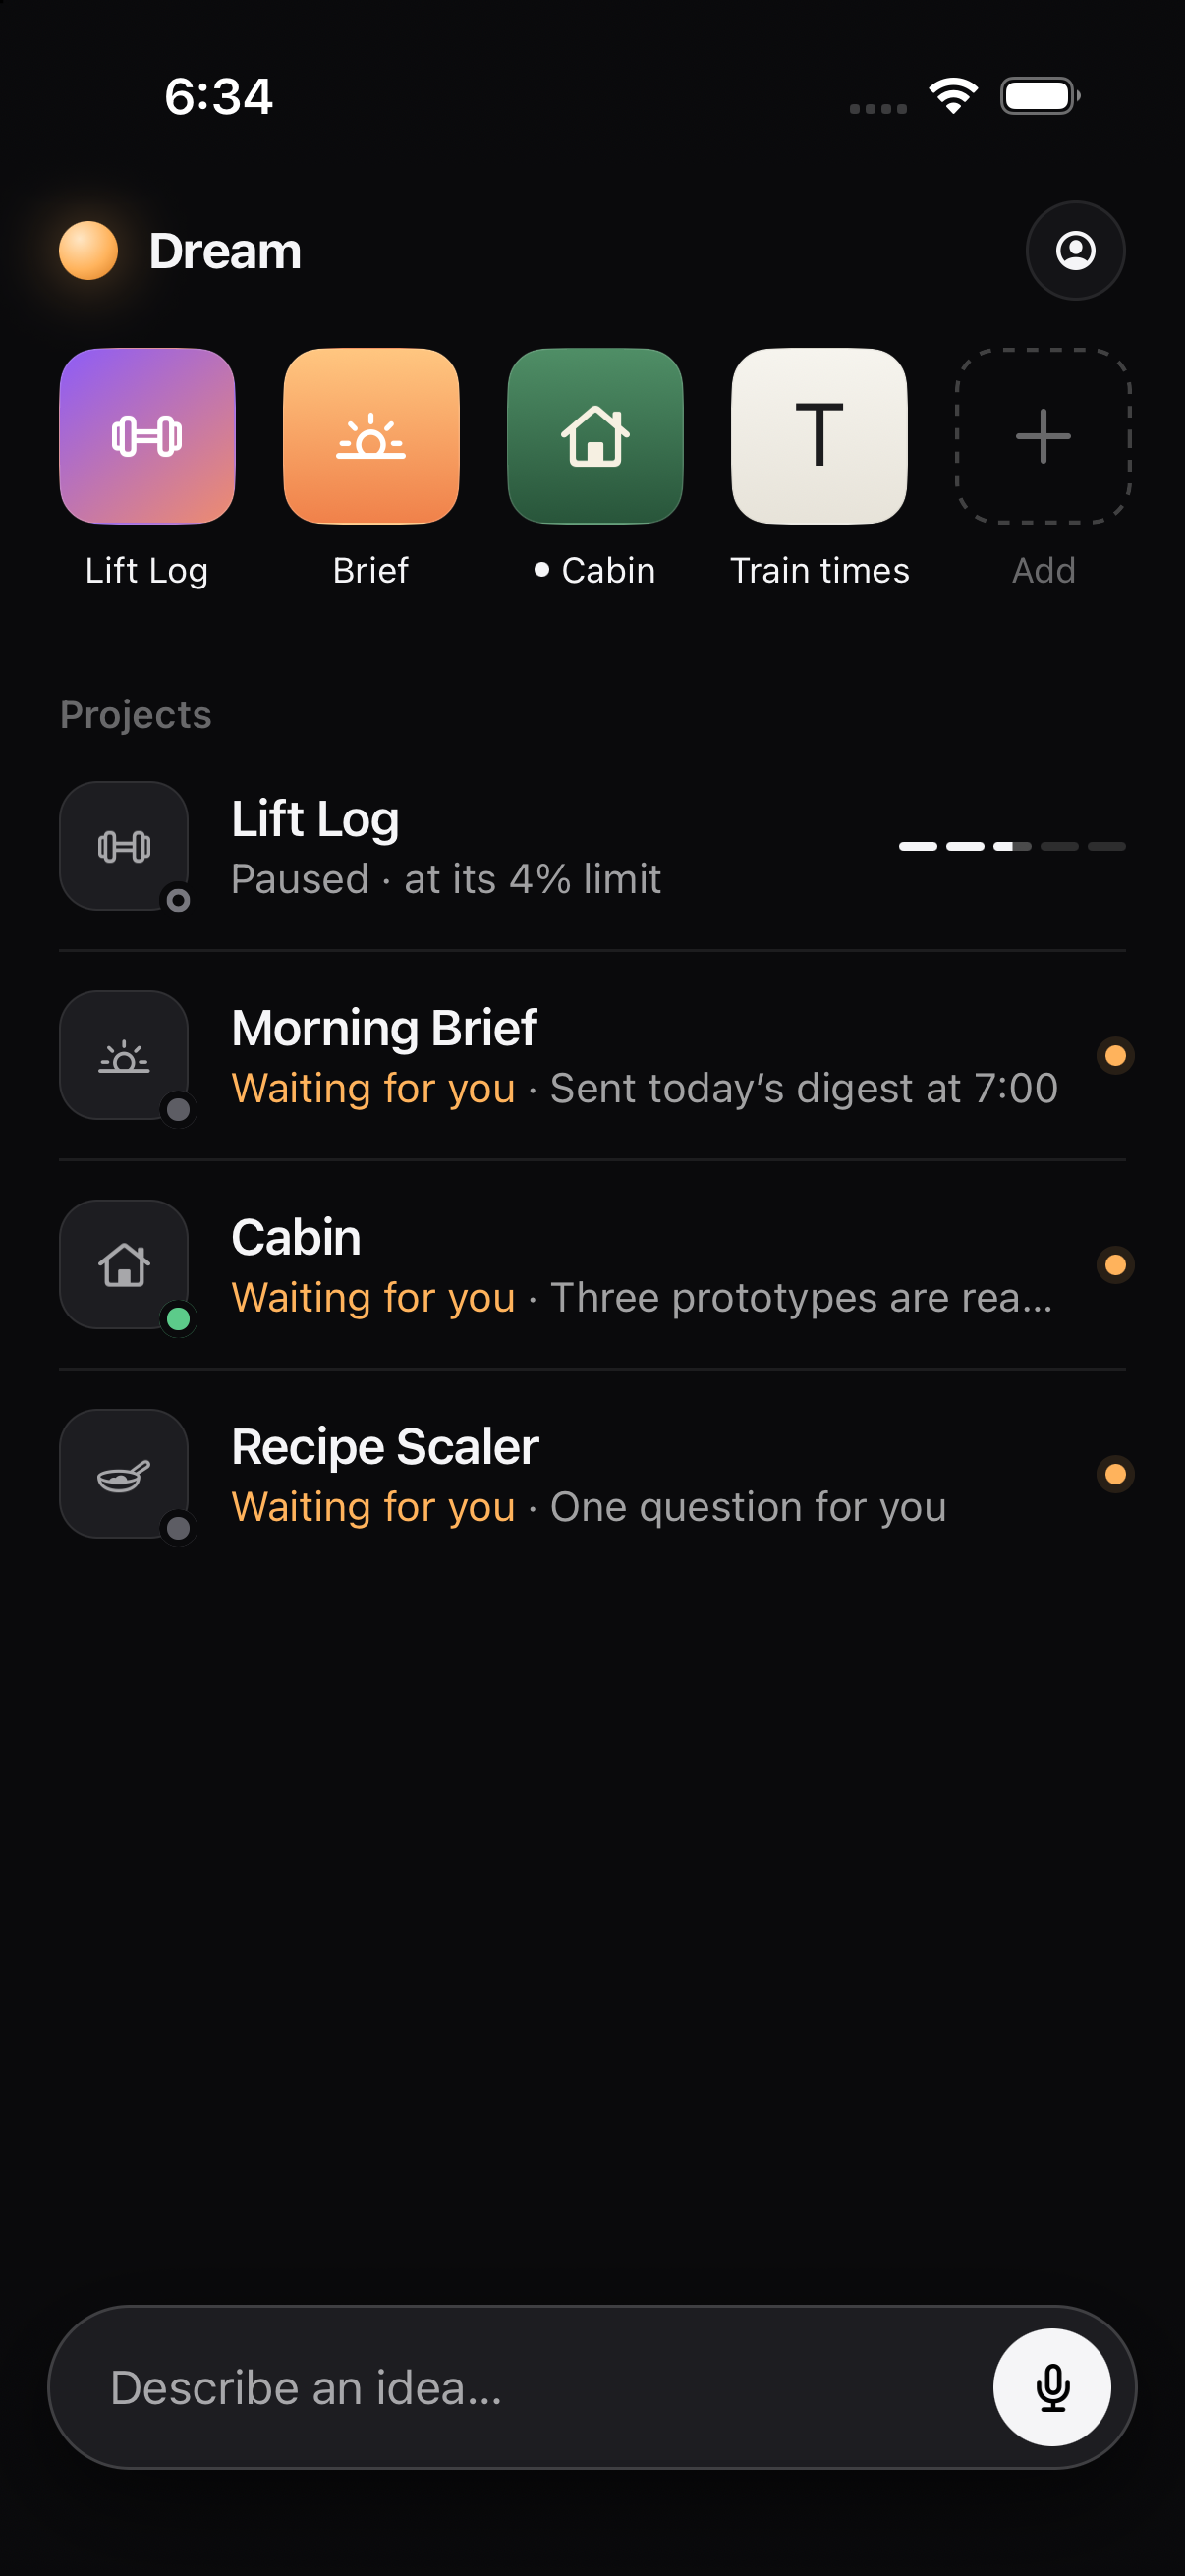 6:34
Dream
T
Lift Log
Brief
Cabin
Train times
Add
Projects
Lift Log
Paused · at its 4% limit
Morning Brief
Waiting for you · Sent today’s digest at 7:00
Cabin
Waiting for you · Three prototypes are rea...
Recipe Scaler
Waiting for you · One question for you
Describe an idea...